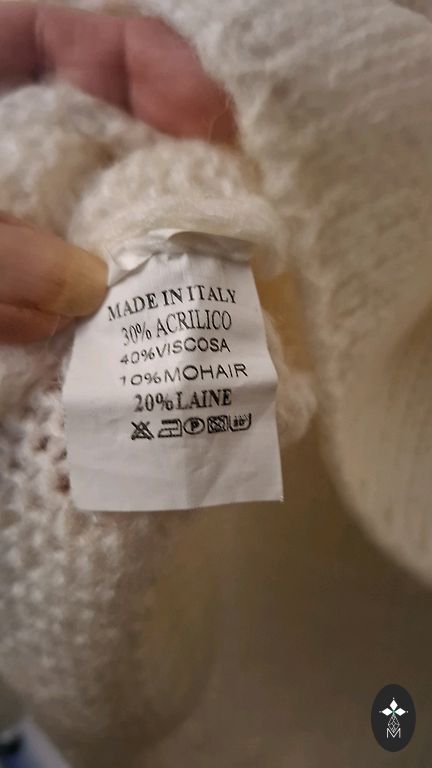 MADE IN ITALY
30% ACRILICO
40%VISCOSA
10%MOHAIR
20%LAINE